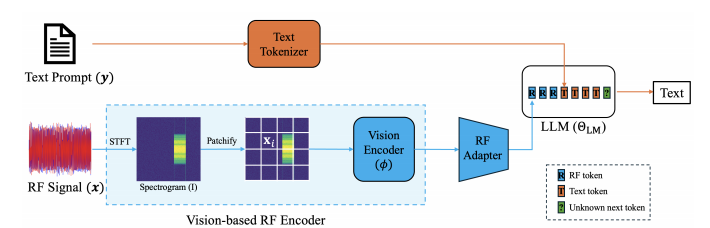 Text Prompt (y)
Text
Tokenizer
R R R T T T T ?
Text
LLM (Θ_LM)
RF Signal (x)
STFT
Spectrogram (I)
Patchify
x_i
Vision
Encoder
(ϕ)
RF
Adapter
Vision-based RF Encoder
R RF token
T Text token
? Unknown next token